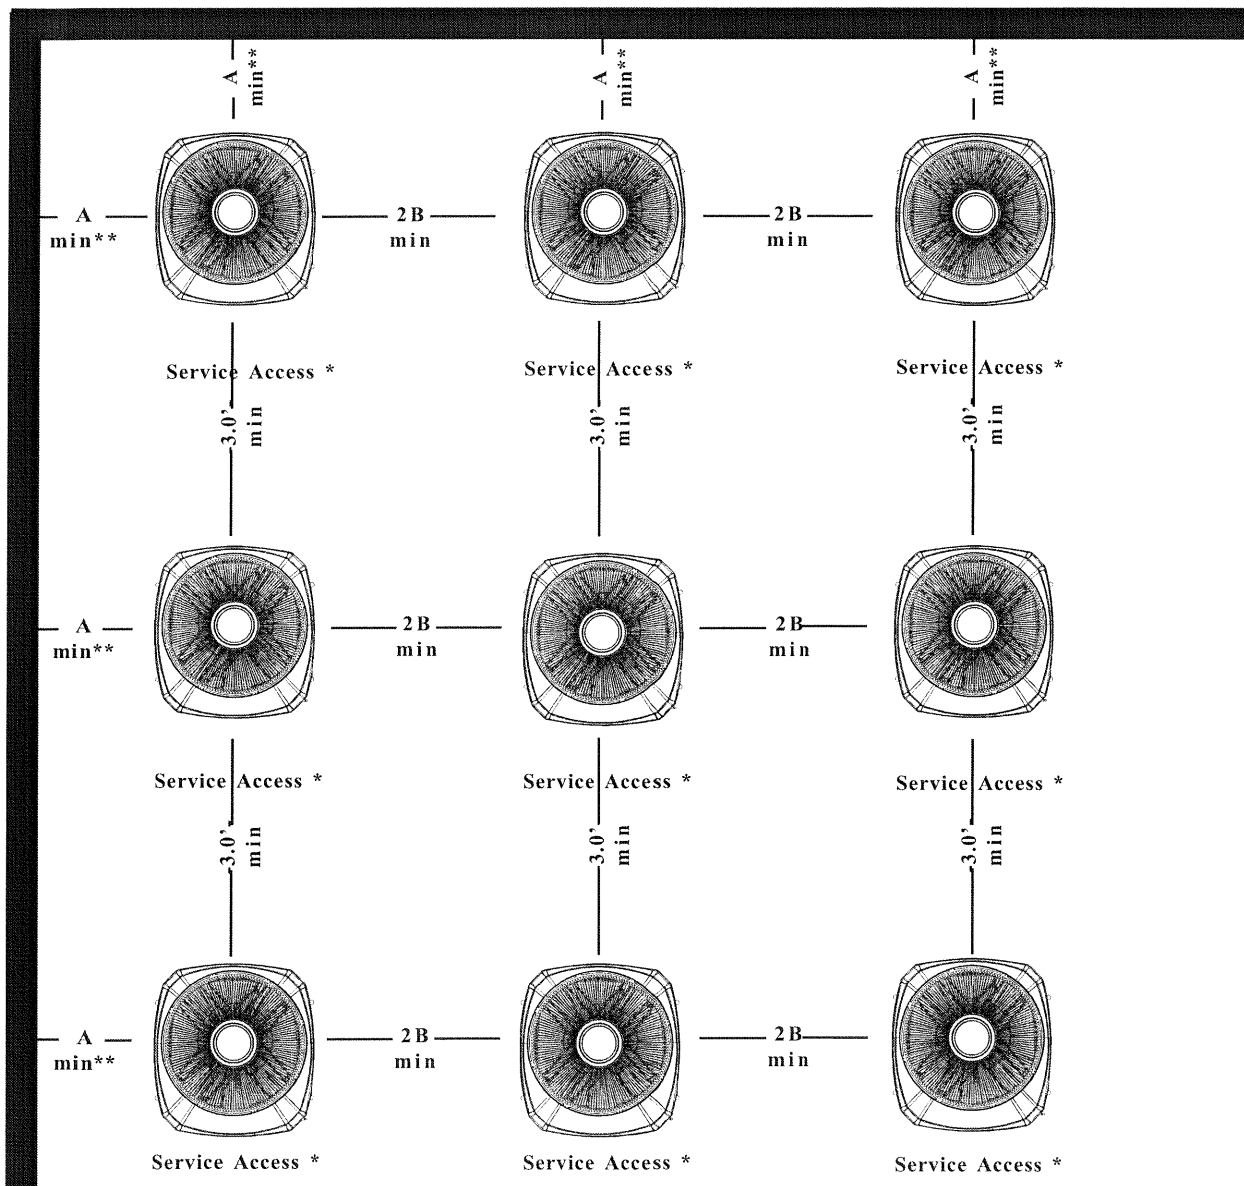 A
min**
A
min**
A
min**
A
min**
2B
min
2B
min
Service Access *
Service Access *
Service Access *
3.0'
min
3.0'
min
3.0'
min
A
min**
2B
min
2B
min
Service Access *
Service Access *
Service Access *
3.0'
min
3.0'
min
3.0'
min
A
min**
2B
min
2B
min
Service Access *
Service Access *
Service Access *